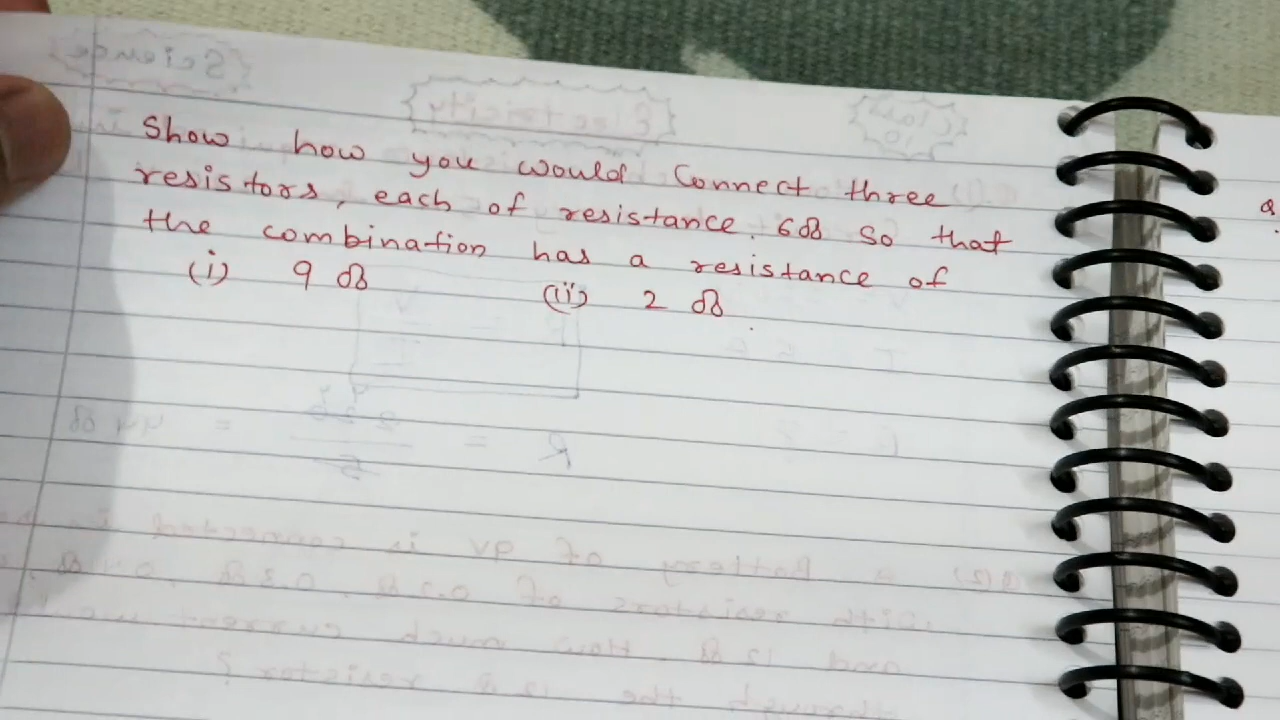 Show how you would Connect three
resistors, each of resistance 6Ω so that
the combination has a resistance of
(i) 9 Ω (ii) 2 Ω.